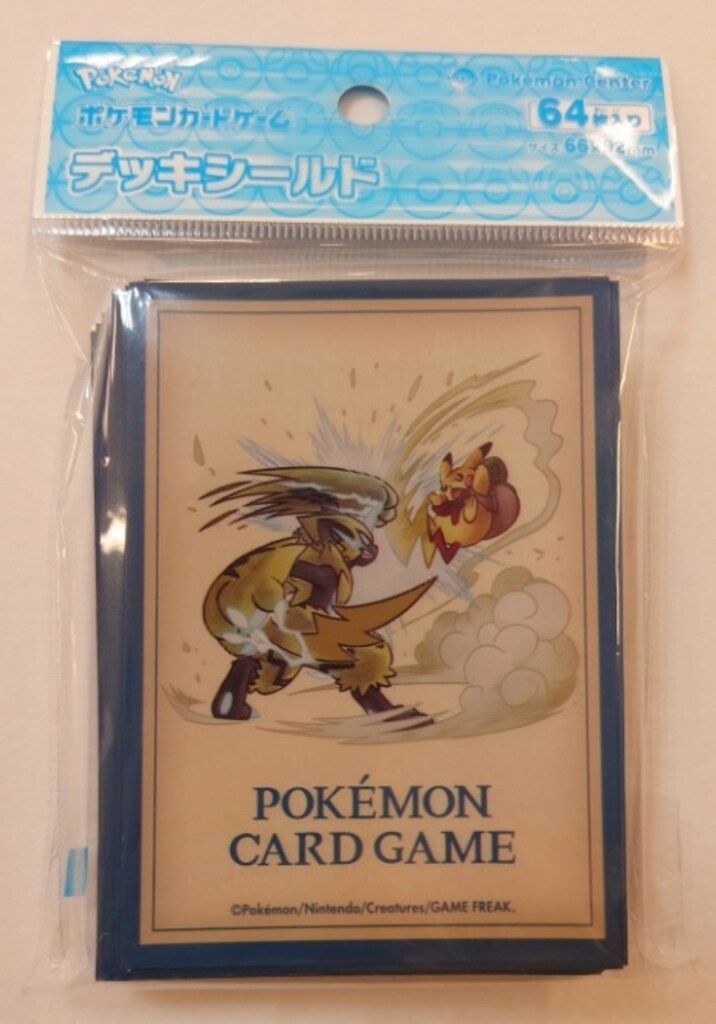 Pokémon
Pokémon Center
ポケモンカードゲーム
64枚入り
サイズ 66×92mm
デッキシールド
POKÉMON
CARD GAME
©Pokémon/Nintendo/Creatures/GAME FREAK.